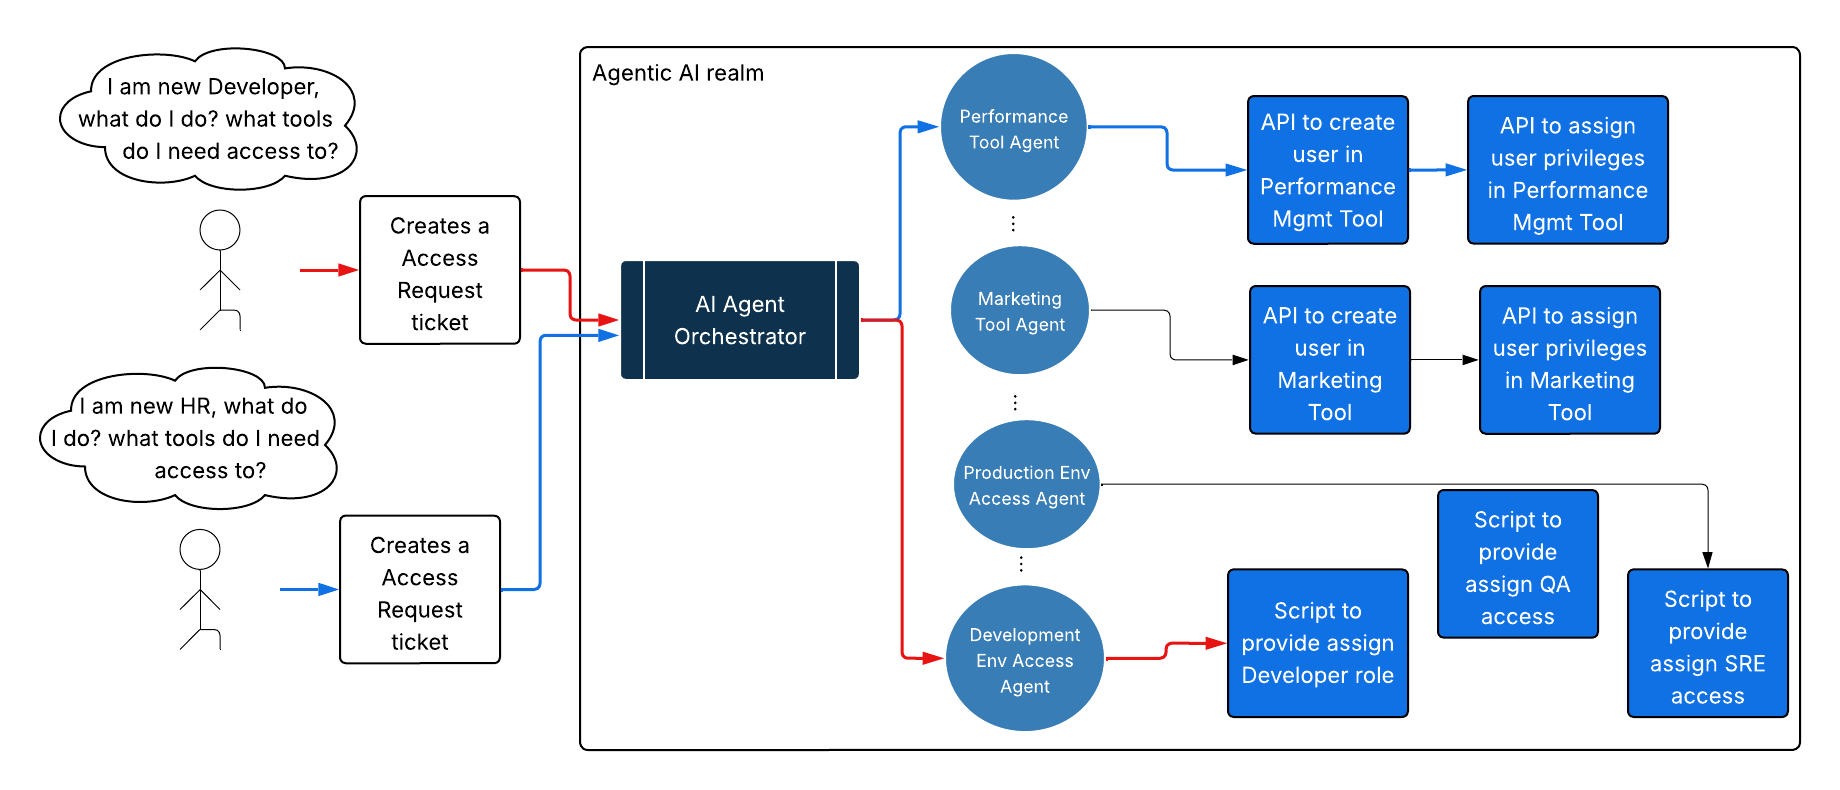 I am new Developer,
what do I do? what tools
do I need access to?
Creates a
Access
Request
ticket
I am new HR, what do
I do? what tools do I need
access to?
Creates a
Access
Request
ticket
Agentic AI realm
AI Agent
Orchestrator
Performance
Tool Agent
API to create
user in
Performance
Mgmt Tool
API to assign
user privileges
in Performance
Mgmt Tool
Marketing
Tool Agent
API to create
user in
Marketing
Tool
API to assign
user privileges
in Marketing
Tool
Production Env
Access Agent
Script to
provide
assign QA
access
Script to
provide
assign SRE
access
Development
Env Access
Agent
Script to
provide assign
Developer role